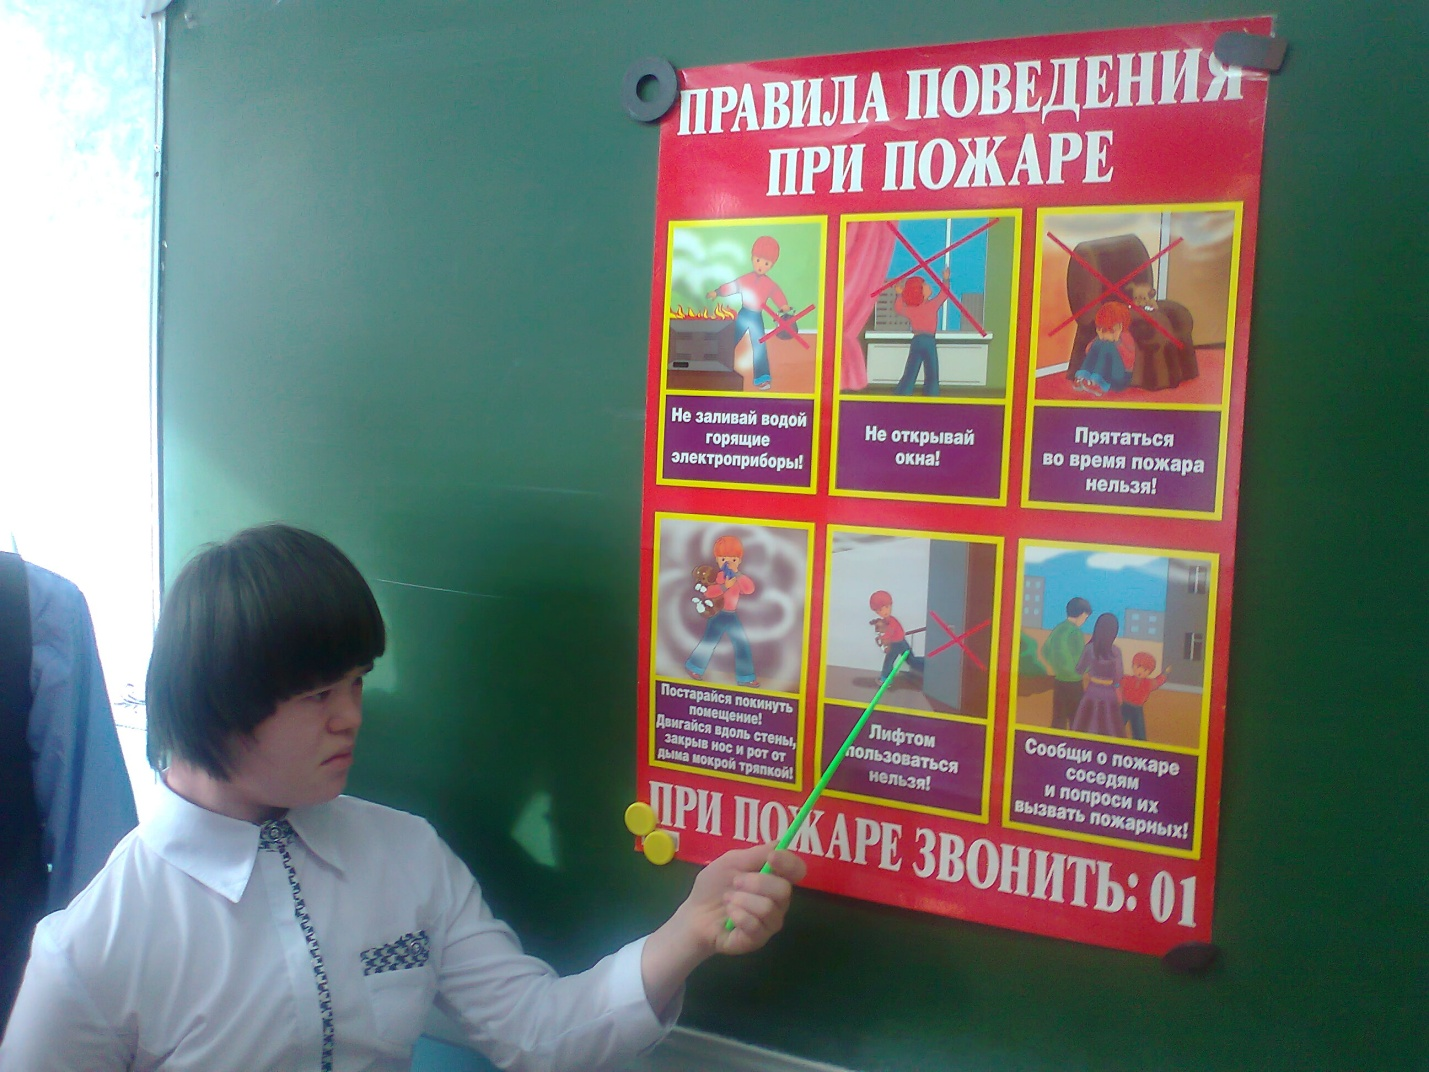 ПРАВИЛА ПОВЕДЕНИЯ
ПРИ ПОЖАРЕ
Не заливай водой
горящие
электроприборы!
Не открывай
окна!
Прятаться
во время пожара
нельзя!
Постарайся покинуть
помещение!
Двигайся вдоль стены,
закрыв нос и рот от
дыма мокрой тряпкой!
Лифтом
пользоваться
нельзя!
Сообщи о пожаре
соседям
и попроси их
вызвать пожарных!
ПРИ ПОЖАРЕ ЗВОНИТЬ: 01